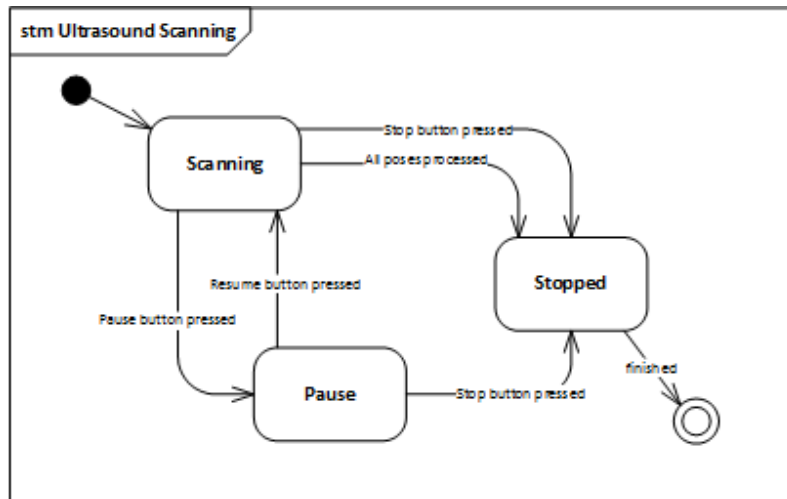 stm Ultrasound Scanning
Stop button pressed
Scanning
All poses processed
Resume button pressed
Stopped
Pause button pressed
finished
Pause
Stop button pressed